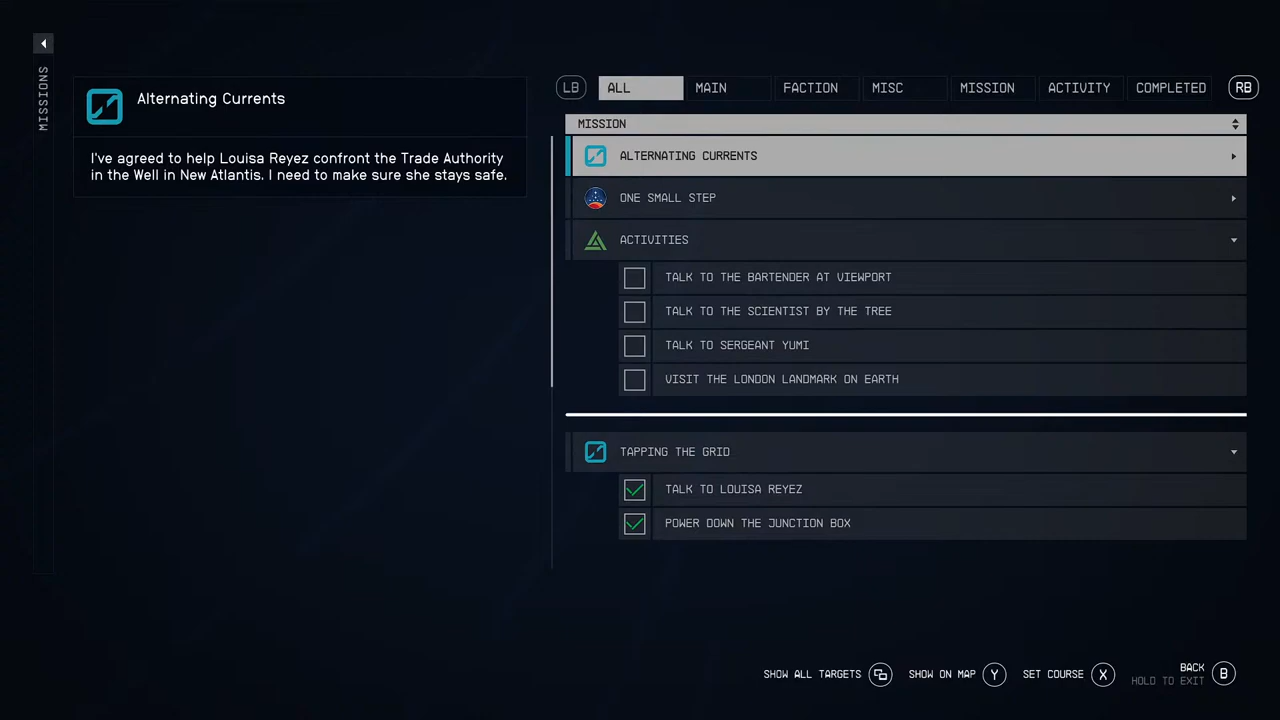 MISSIONS
Alternating Currents
I've agreed to help Louisa Reyez confront the Trade Authority
in the Well in New Atlantis. I need to make sure she stays safe.
LB ALL MAIN FACTION MISC MISSION ACTIVITY COMPLETED RB
MISSION
ALTERNATING CURRENTS
ONE SMALL STEP
ACTIVITIES
TALK TO THE BARTENDER AT VIEWPORT
TALK TO THE SCIENTIST BY THE TREE
TALK TO SERGEANT YUMI
VISIT THE LONDON LANDMARK ON EARTH
TAPPING THE GRID
TALK TO LOUISA REYEZ
POWER DOWN THE JUNCTION BOX
SHOW ALL TARGETS SHOW ON MAP Y SET COURSE X BACK B
HOLD TO EXIT